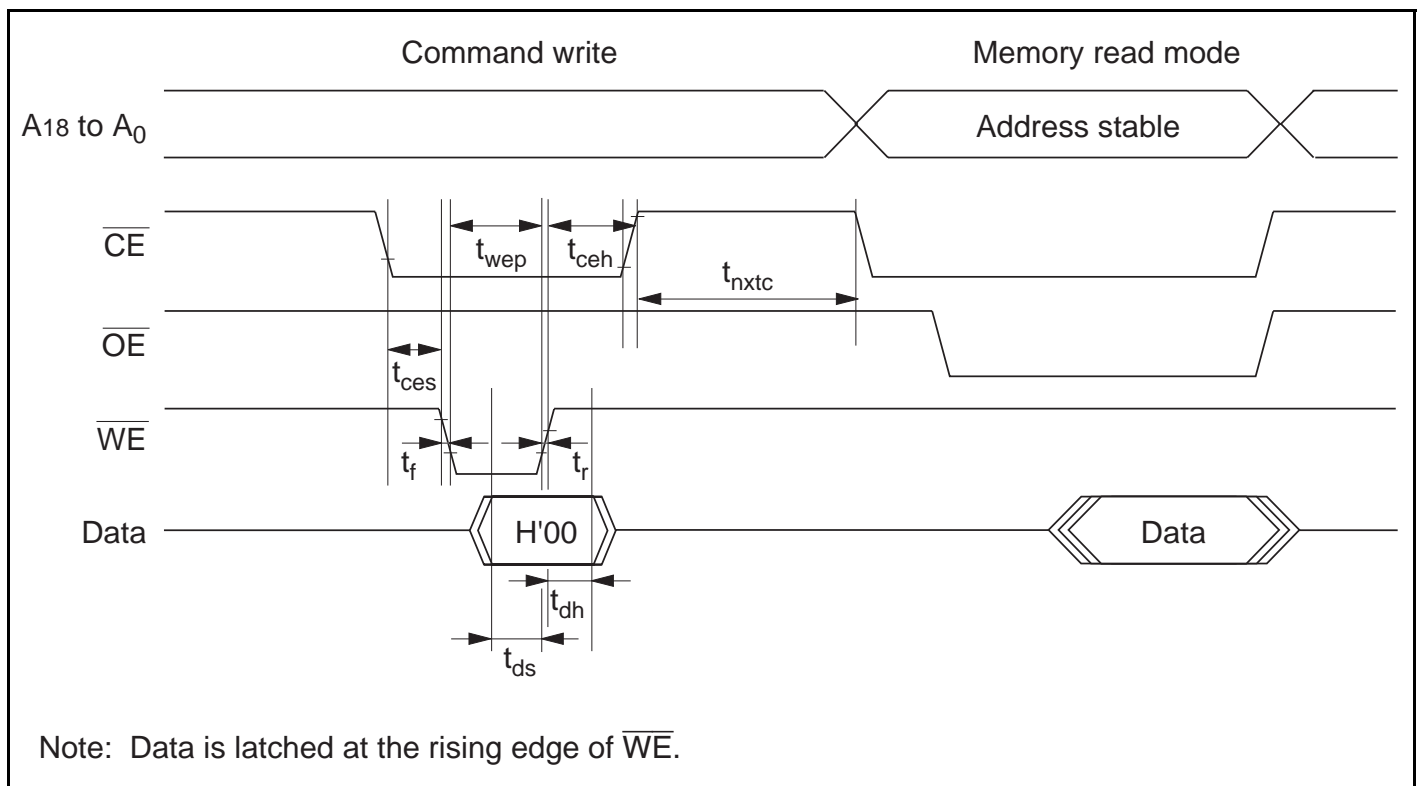 Command write
Memory read mode
A18 to A0
Address stable
CE
twep
tceh
tnxtc
OE
tces
WE
tf
tr
Data
H'00
Data
tdh
tds
Note: Data is latched at the rising edge of WE.